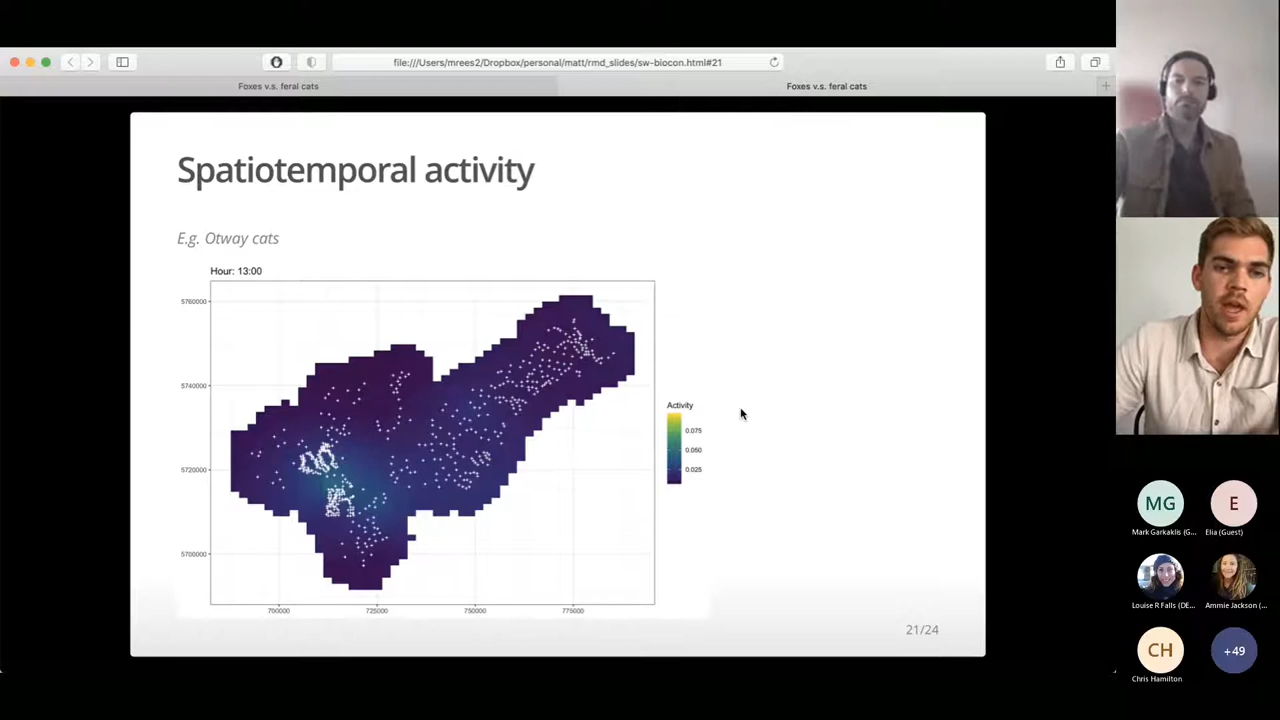 file:///Users/mrees2/Dropbox/personal/matt/rmd_slides/sw-biocon.html#21
Foxes v.s. feral cats
Foxes v.s. feral cats
Spatiotemporal activity
E.g. Otway cats
Hour: 13:00
5760000
5740000
5720000
5700000
700000
725000
750000
775000
Activity
0.075
0.050
0.025
21/24
MG
Mark Garkaklis (G...
E
Elia (Guest)
Louise R Falls (DE...
Ammie Jackson (...
CH
Chris Hamilton
+49